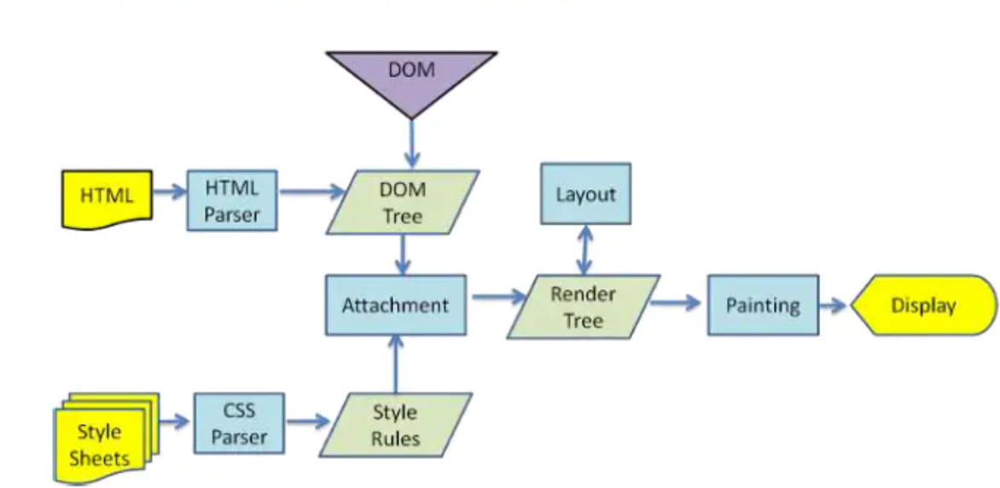 DOM
HTML
HTML
Parser
DOM
Tree
Layout
Attachment
Render
Tree
Painting
Display
Style
Sheets
CSS
Parser
Style
Rules